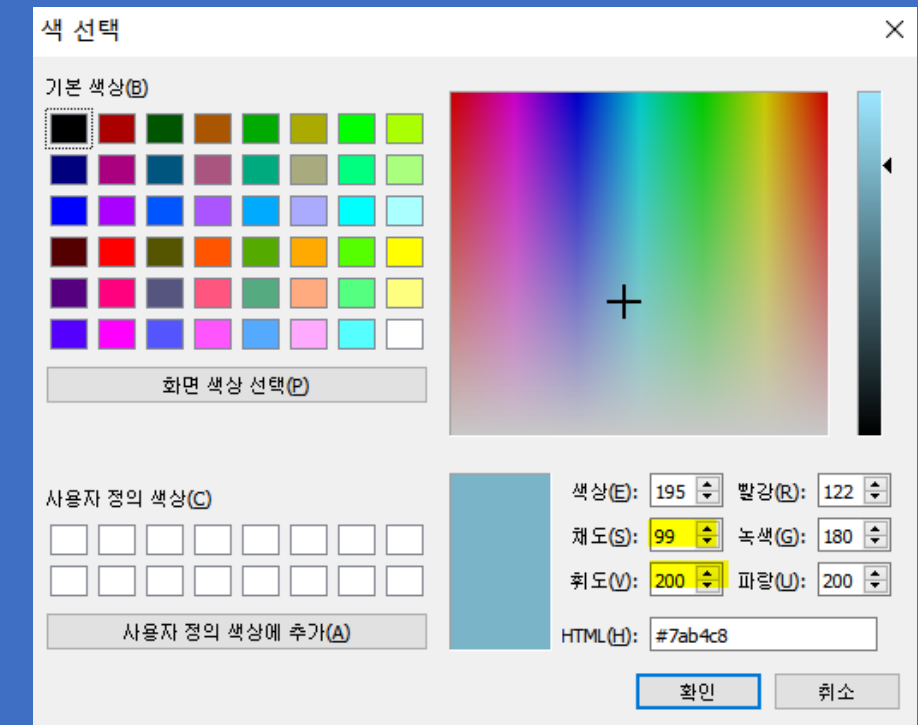 색 선택
기본 색상(B)
화면 색상 선택(P)
사용자 정의 색상(C)
사용자 정의 색상에 추가(A)
색상(E): 195 빨강(R): 122
채도(S): 99 녹색(G): 180
휘도(V): 200 파랑(U): 200
HTML(H): #7ab4c8
확인 취소